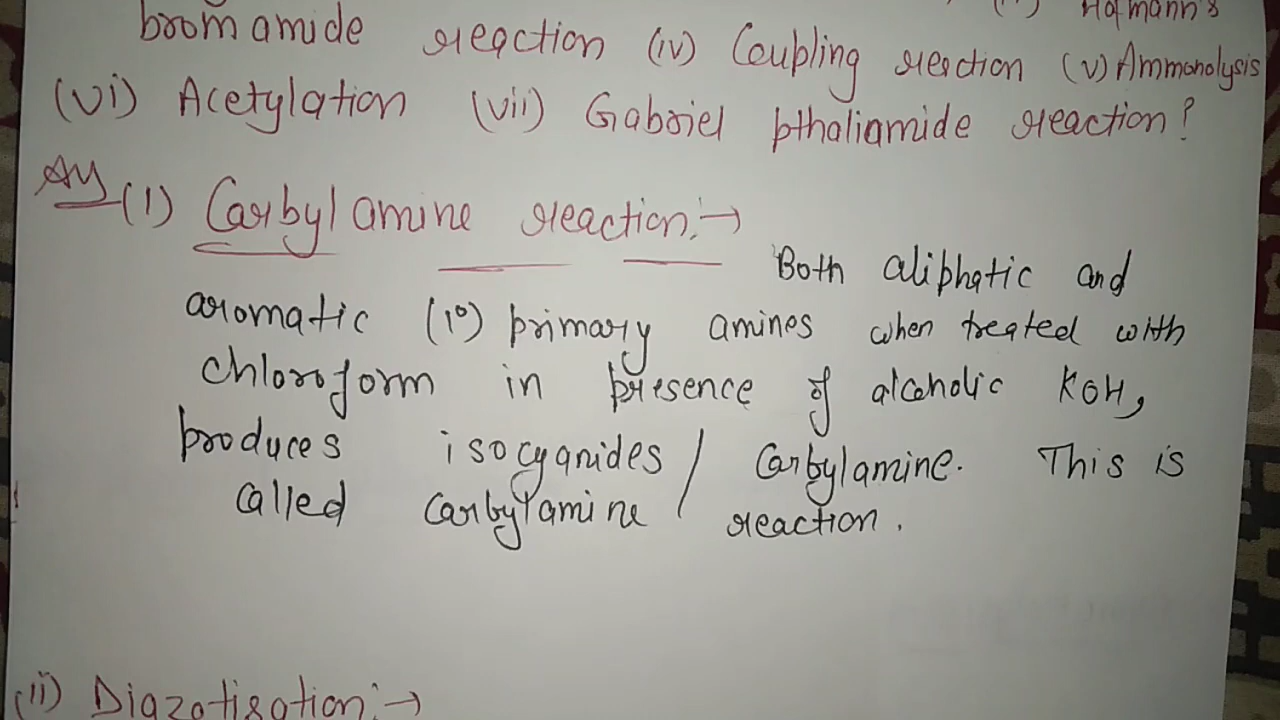 (iii) Hofmann's
bromamide reaction (iv) Coupling reaction (v) Ammonolysis
(vi) Acetylation (vii) Gabriel pthaliamide reaction?
Ans (1) Carbylamine reaction:→
Both aliphatic and
aromatic (1°) primary amines when treated with
chloroform in presence of alcoholic KOH,
produces isocyanides / Carbylamine. This is
called Carbylamine / reaction.
(ii) Diazotisation:→